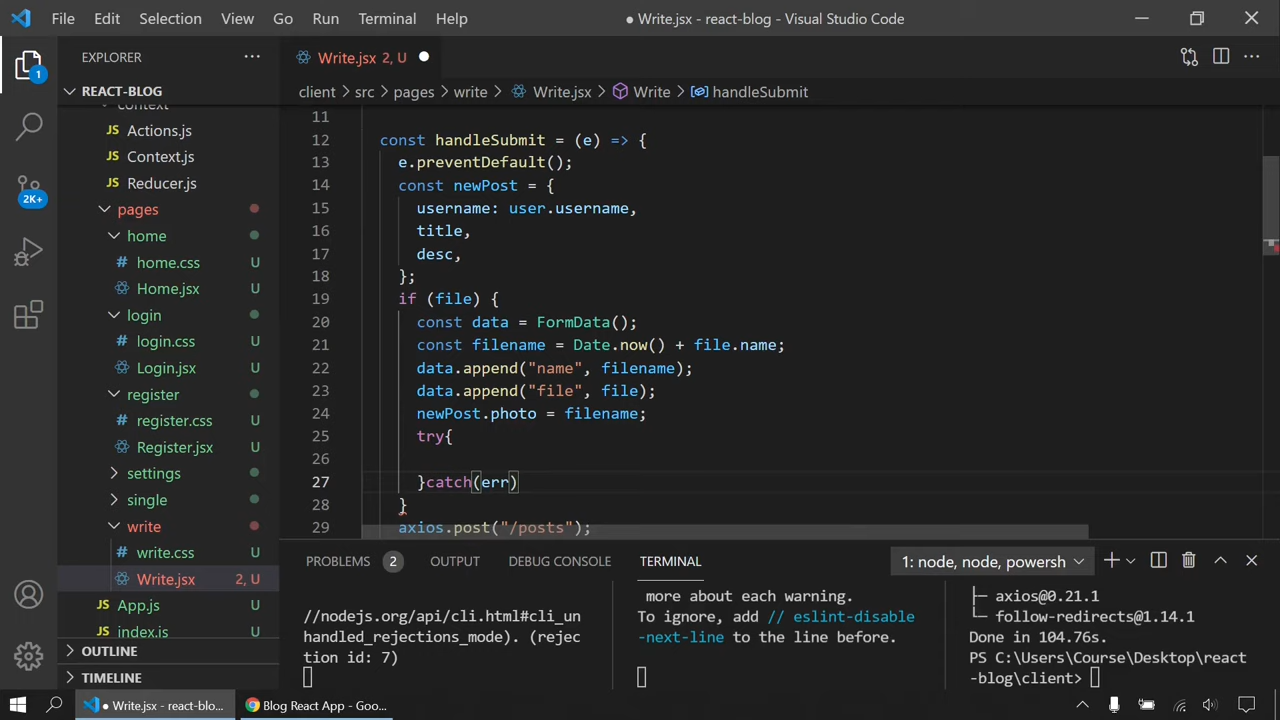 File Edit Selection View Go Run Terminal Help
● Write.jsx - react-blog - Visual Studio Code
EXPLORER
Write.jsx 2, U
REACT-BLOG
client > src > pages > write > Write.jsx > Write > handleSubmit
context
JS Actions.js
JS Context.js
JS Reducer.js
pages
home
# home.css U
Home.jsx U
login
# login.css U
Login.jsx U
register
# register.css U
Register.jsx U
settings
single
write
# write.css U
Write.jsx 2, U
JS App.js U
JS index.js U
OUTLINE
TIMELINE
1
2K+
11
12 const handleSubmit = (e) => {
13 e.preventDefault();
14 const newPost = {
15 username: user.username,
16 title,
17 desc,
18 };
19 if (file) {
20 const data = FormData();
21 const filename = Date.now() + file.name;
22 data.append("name", filename);
23 data.append("file", file);
24 newPost.photo = filename;
25 try{
26
27 }catch(err)
28 }
29 axios.post("/posts");
PROBLEMS 2 OUTPUT DEBUG CONSOLE TERMINAL 1: node, node, powersh
//nodejs.org/api/cli.html#cli_un
handled_rejections_mode). (rejec
tion id: 7)
more about each warning.
To ignore, add // eslint-disable
-next-line to the line before.
├─ axios@0.21.1
└─ follow-redirects@1.14.1
Done in 104.76s.
PS C:\Users\Course\Desktop\react
-blog\client>
● Write.jsx - react-blo...
Blog React App - Goo...